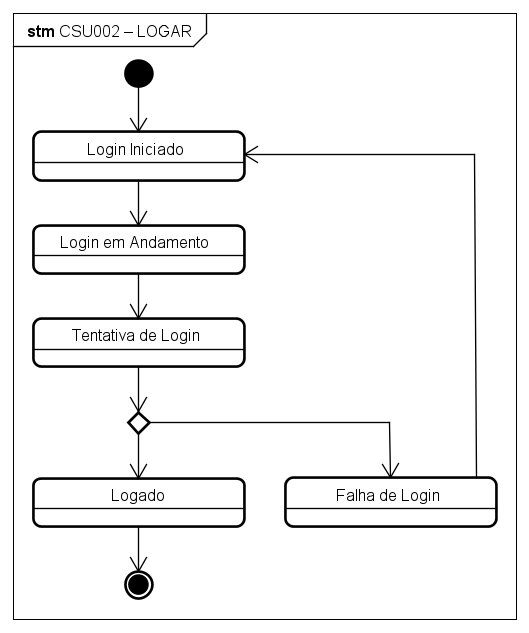 stm CSU002 – LOGAR
Login Iniciado
Login em Andamento
Tentativa de Login
Logado
Falha de Login